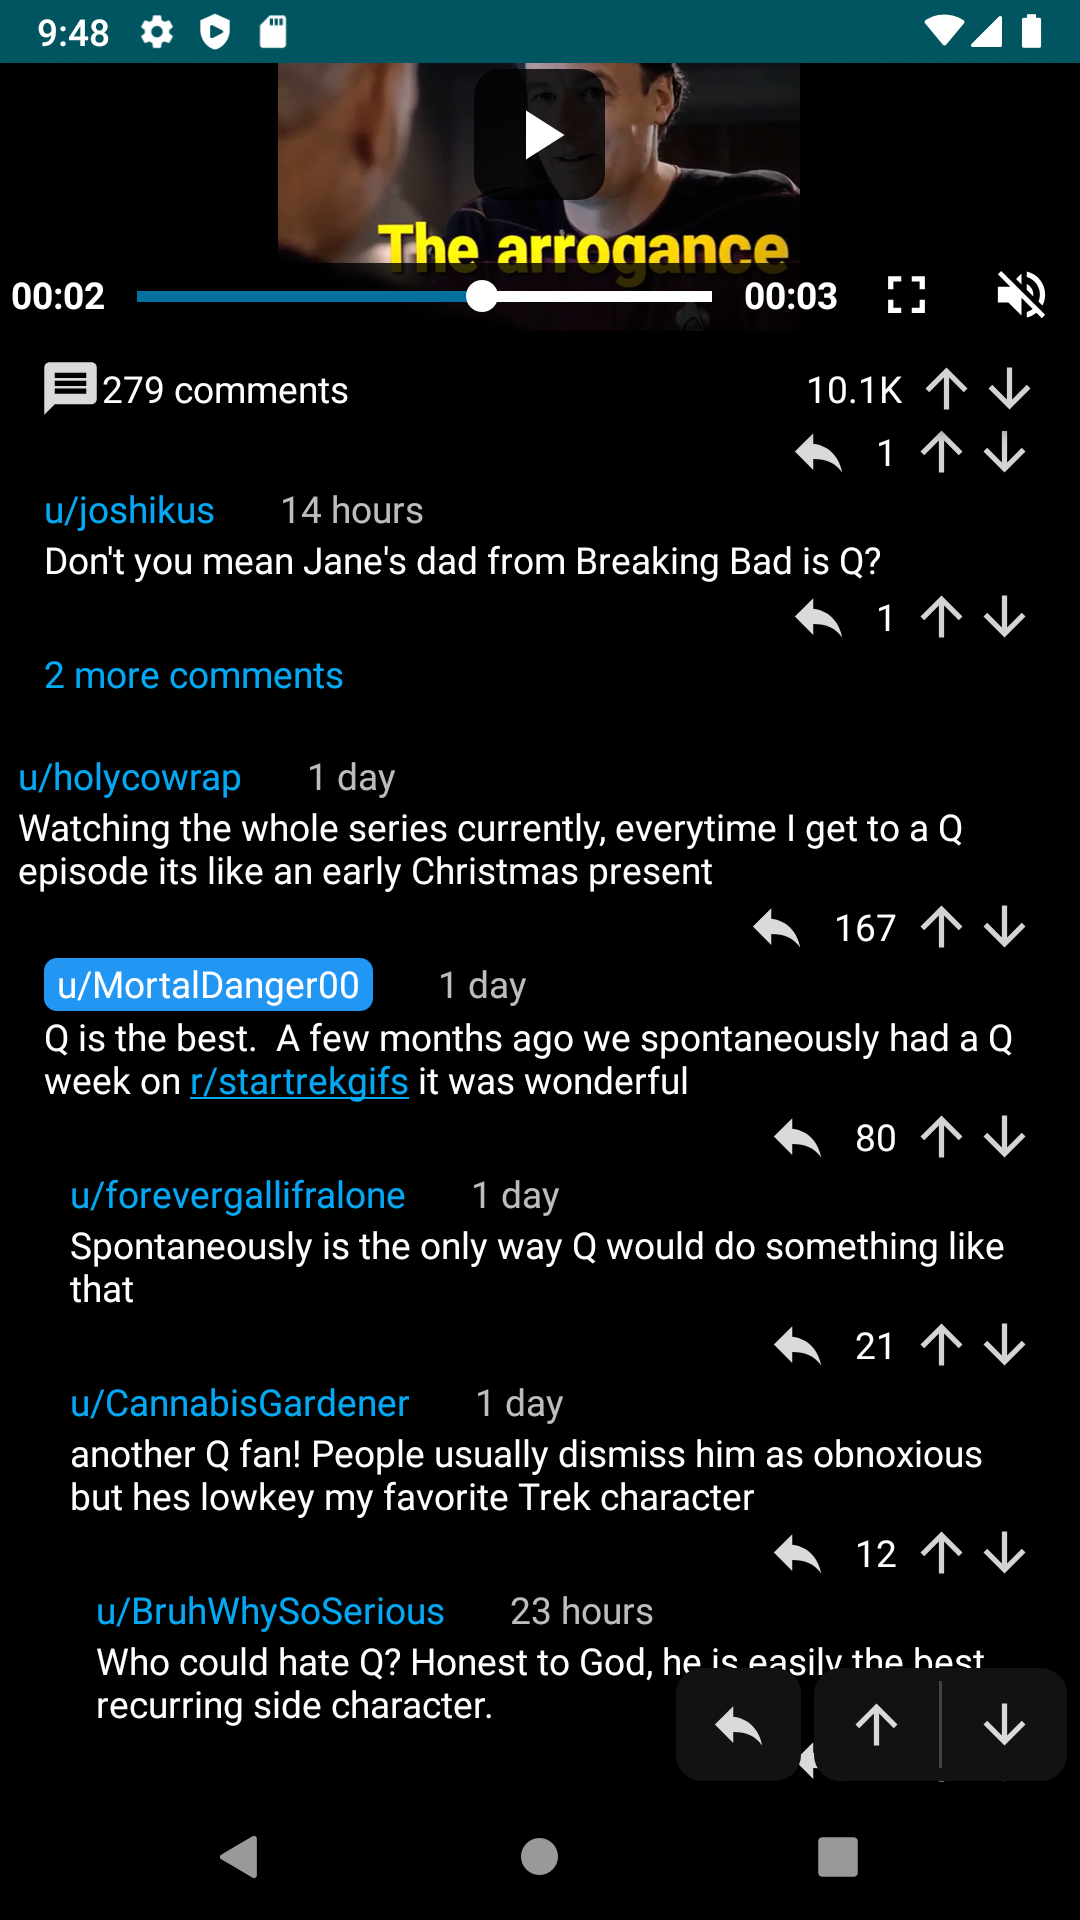 9:48
The arrogance
00:02
00:03
279 comments
10.1K
1
u/joshikus 14 hours
Don't you mean Jane's dad from Breaking Bad is Q?
1
2 more comments
u/holycowrap 1 day
Watching the whole series currently, everytime I get to a Q
episode its like an early Christmas present
167
u/MortalDanger00 1 day
Q is the best.  A few months ago we spontaneously had a Q
week on r/startrekgifs it was wonderful
80
u/forevergallifralone 1 day
Spontaneously is the only way Q would do something like
that
21
u/CannabisGardener 1 day
another Q fan! People usually dismiss him as obnoxious
but hes lowkey my favorite Trek character
12
u/BruhWhySoSerious 23 hours
Who could hate Q? Honest to God, he is easily the best
recurring side character.